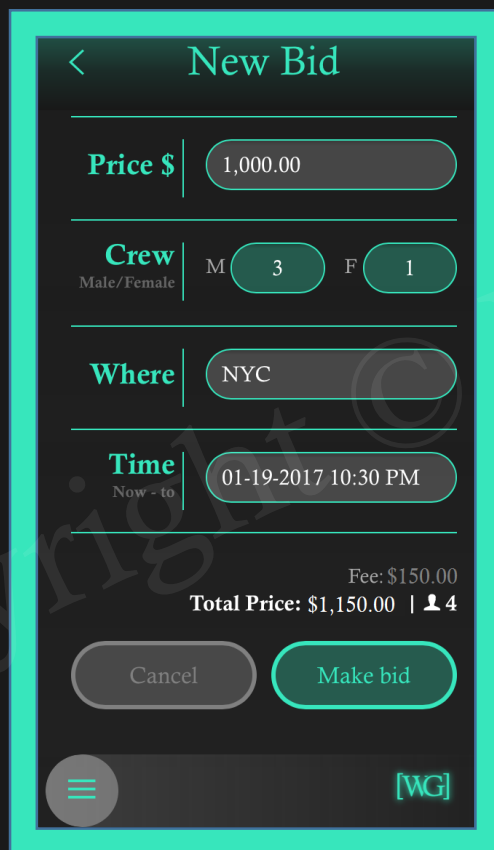 New Bid
Price $ 1,000.00
Crew M 3 F 1
Male/Female
Where NYC
Time 01-19-2017 10:30 PM
Now - to
Fee: $150.00
Total Price: $1,150.00 | 4
Cancel Make bid
[WG]
yright ©